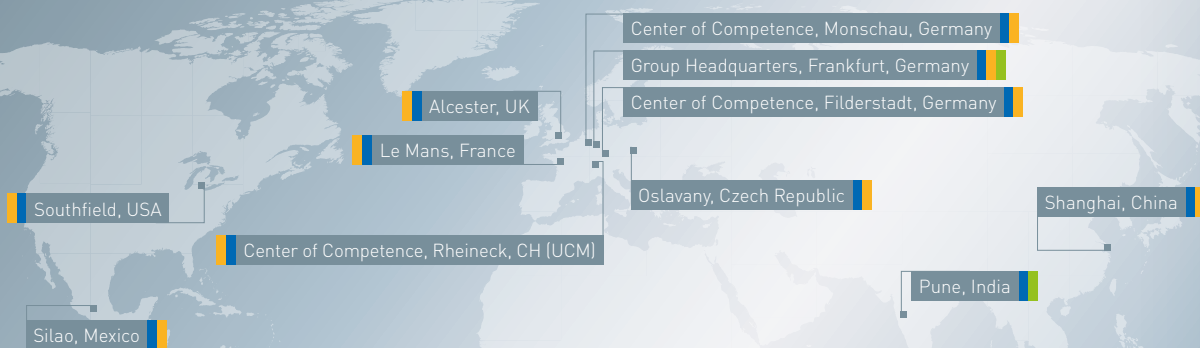 Center of Competence, Monschau, Germany
Group Headquarters, Frankfurt, Germany
Center of Competence, Filderstadt, Germany
Alcester, UK
Le Mans, France
Oslavany, Czech Republic
Shanghai, China
Southfield, USA
Center of Competence, Rheineck, CH (UCM)
Pune, India
Silao, Mexico